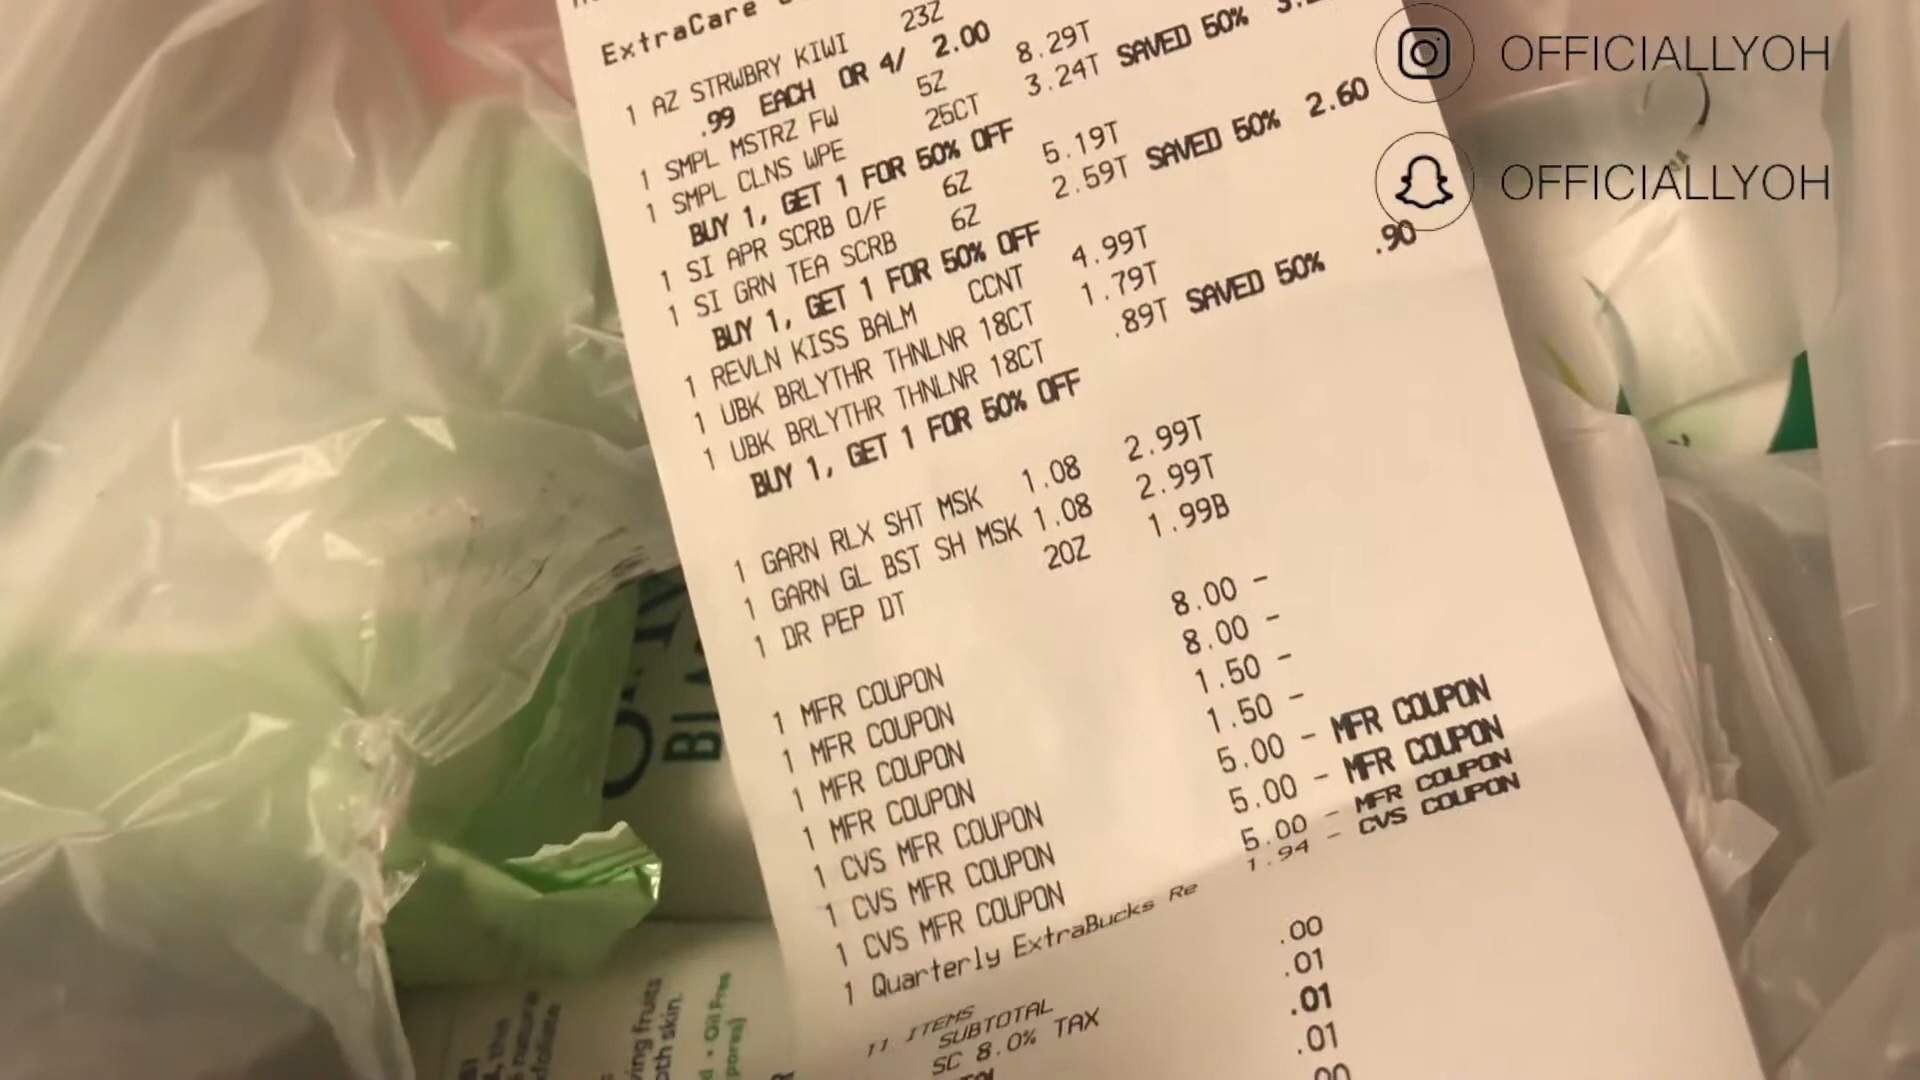 ExtraCare
1 AZ STRWBRY KIWI 23Z
.99 EACH OR 4/ 2.00
1 SMPL MSTRZ FW 5Z 8.29T
1 SMPL CLNS WPE 25CT 3.24T SAVED 50%
BUY 1, GET 1 FOR 50% OFF
1 SI APR SCRB O/F 6Z 5.19T
1 SI GRN TEA SCRB 6Z 2.59T SAVED 50% 2.60
BUY 1, GET 1 FOR 50% OFF
1 REVLN KISS BALM CCNT 4.99T
1 UBK BRLYTHR THNLNR 18CT 1.79T
1 UBK BRLYTHR THNLNR 18CT .89T SAVED 50% .90
BUY 1, GET 1 FOR 50% OFF
1 GARN RLX SHT MSK 1.08 2.99T
1 GARN GL BST SH MSK 1.08 2.99T
1 DR PEP DT 20Z 1.99B
1 MFR COUPON 8.00 -
1 MFR COUPON 8.00 -
1 MFR COUPON 1.50 -
1 MFR COUPON 1.50 -
1 CVS MFR COUPON 5.00 - MFR COUPON
1 CVS MFR COUPON 5.00 - MFR COUPON
1 CVS MFR COUPON 5.00 - MFR COUPON
1 Quarterly ExtraBucks Re 1.94 - CVS COUPON
11 ITEMS
SUBTOTAL .00
SC 8.0% TAX .01
.01
.01
OFFICIALLYOH
OFFICIALLYOH
ving fruits
oth skin.
Oil Free
pores)